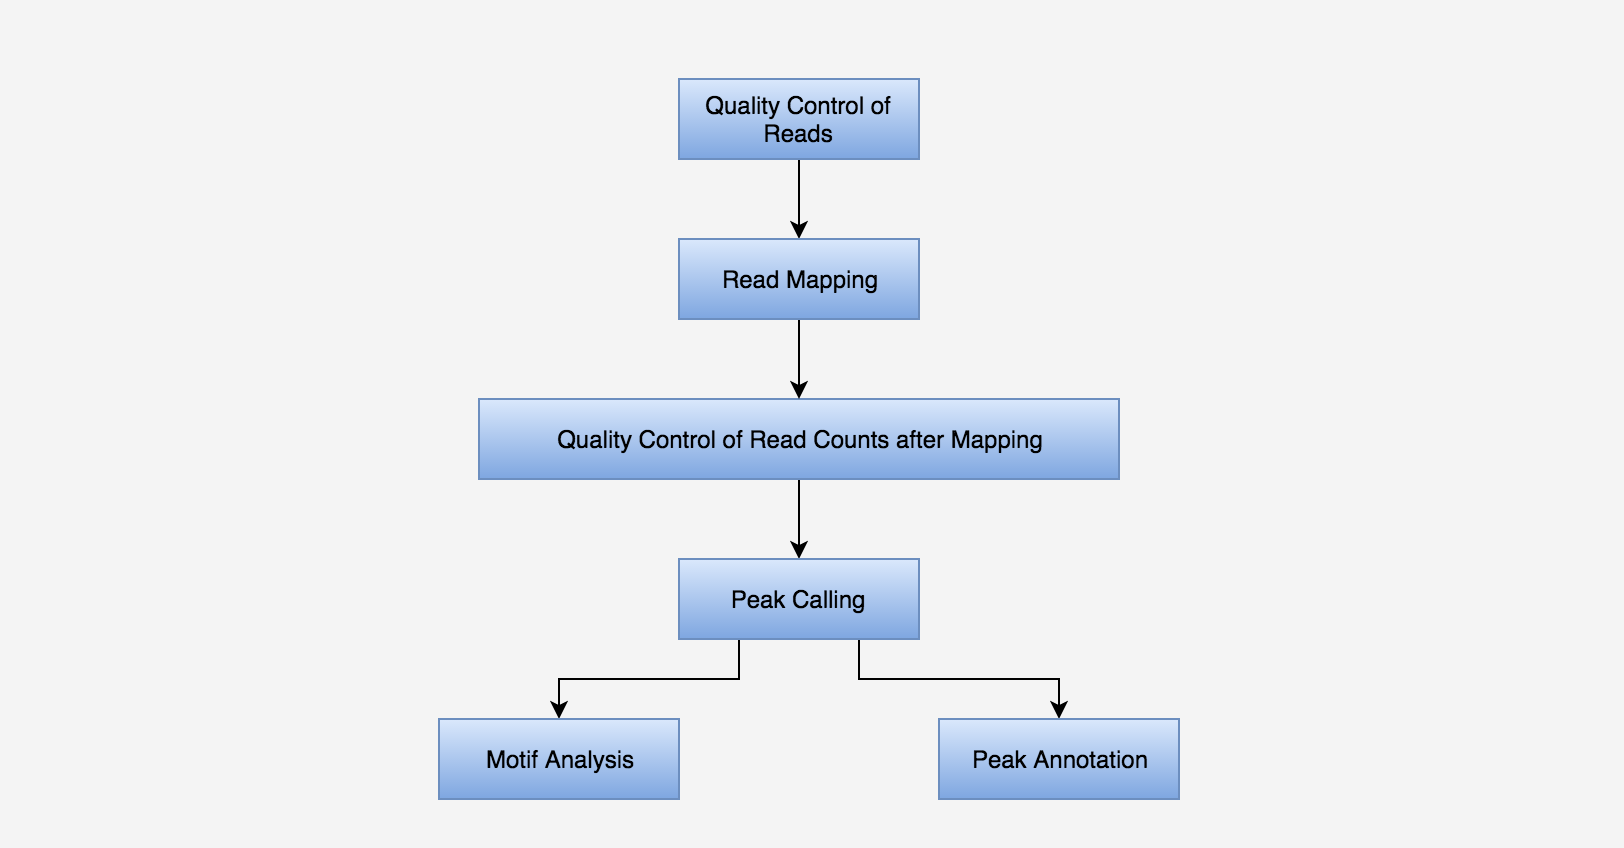 Quality Control of
Reads
Read Mapping
Quality Control of Read Counts after Mapping
Peak Calling
Motif Analysis
Peak Annotation